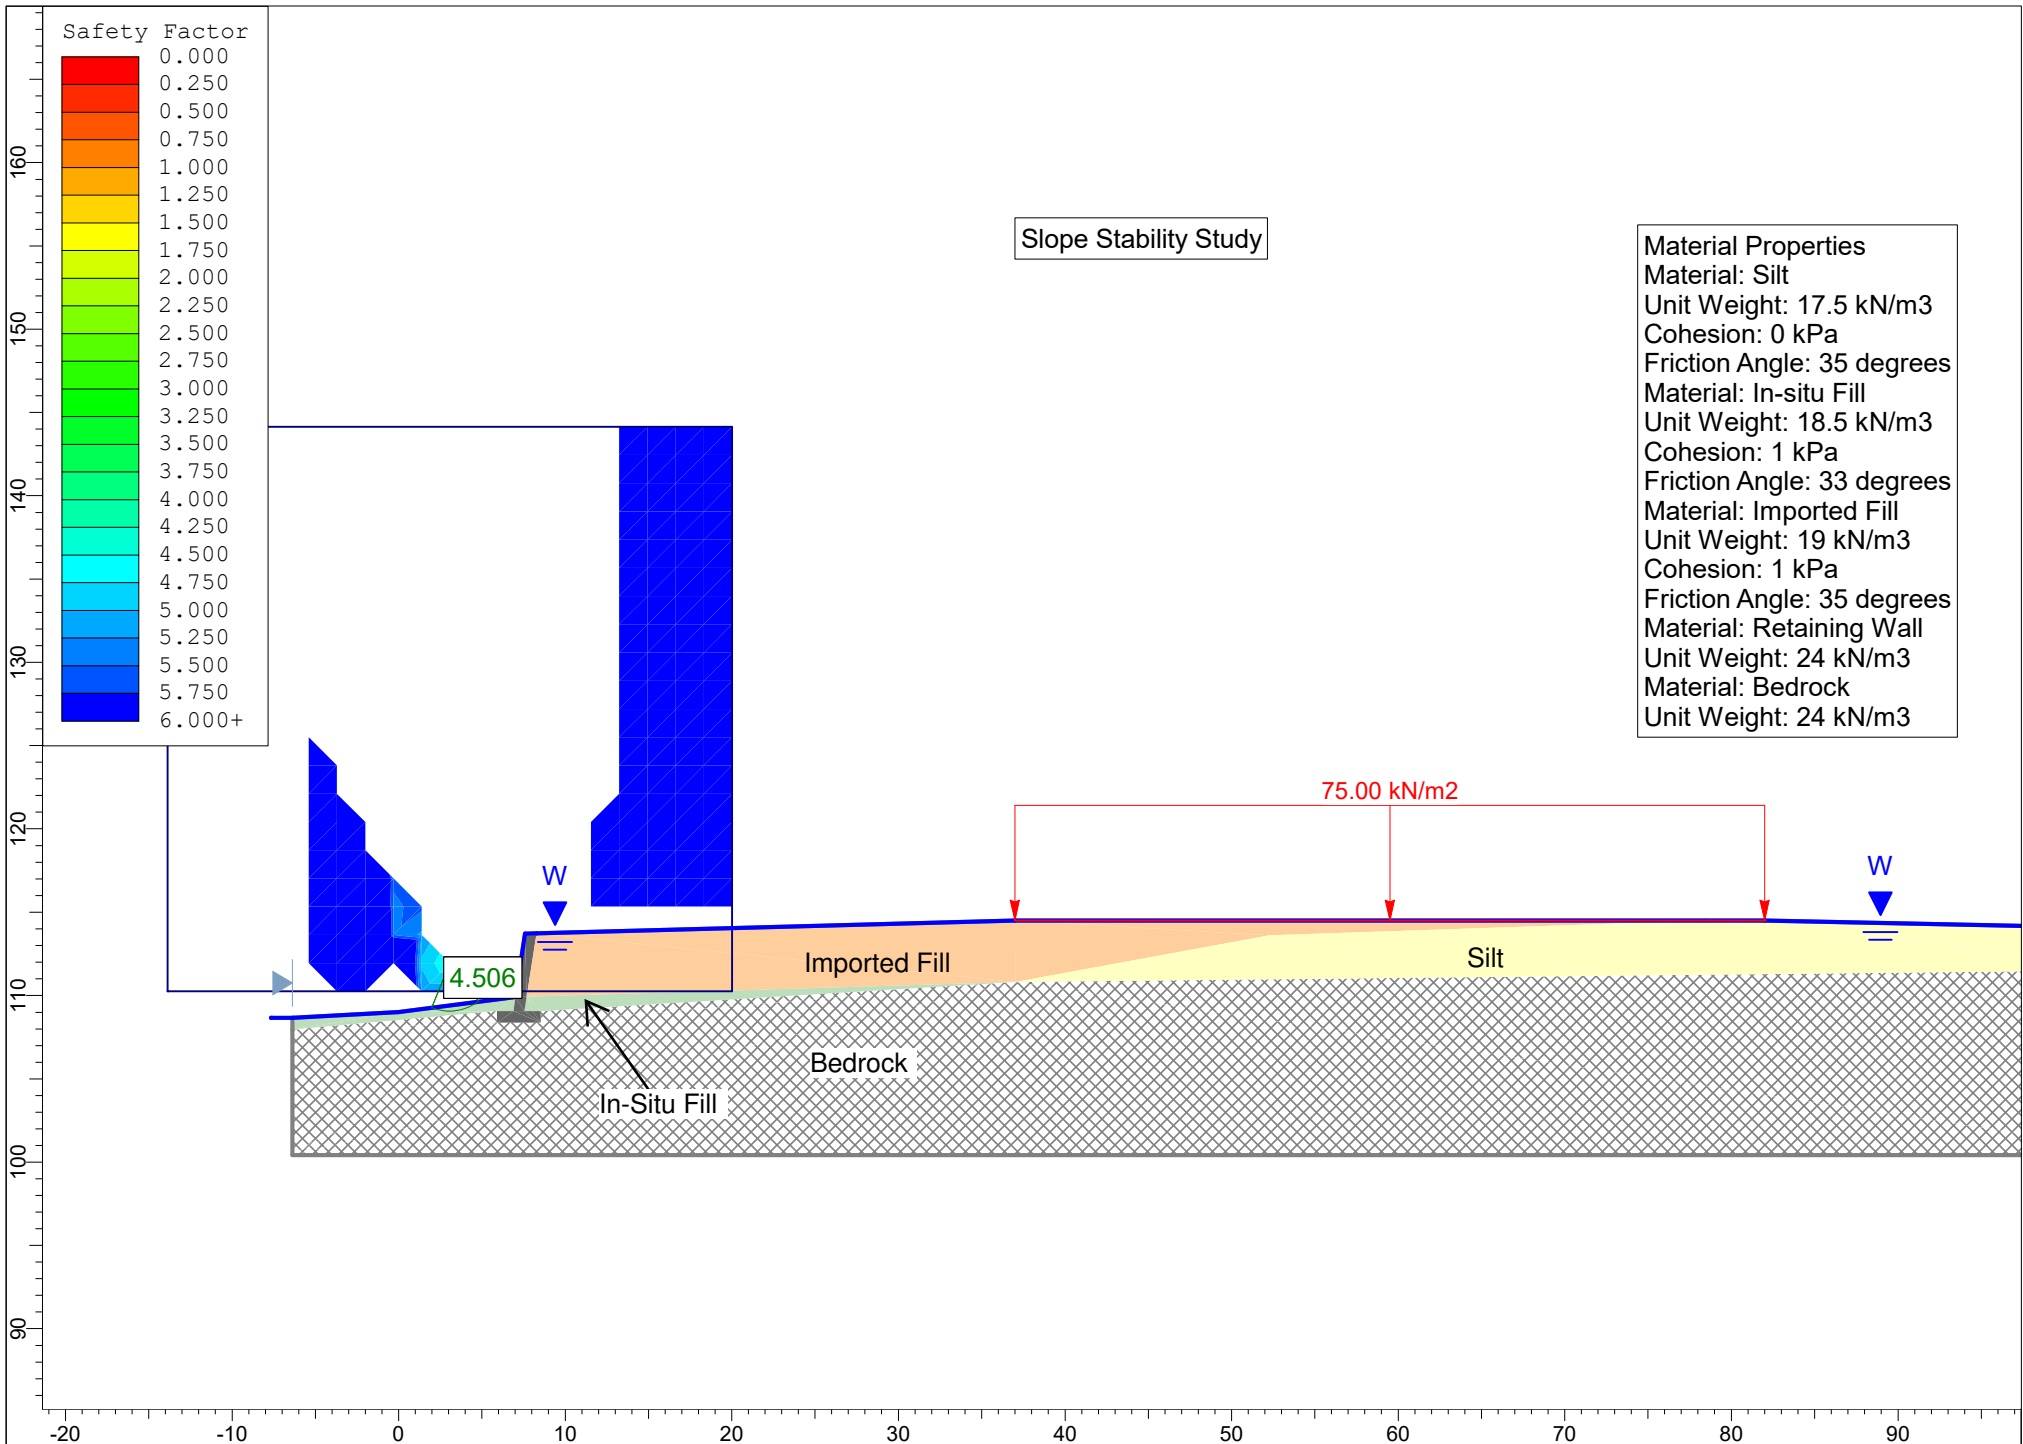 Safety Factor
0.000
0.250
0.500
0.750
1.000
1.250
1.500
1.750
2.000
2.250
2.500
2.750
3.000
3.250
3.500
3.750
4.000
4.250
4.500
4.750
5.000
5.250
5.500
5.750
6.000+
Slope Stability Study
Material Properties
Material: Silt
Unit Weight: 17.5 kN/m3
Cohesion: 0 kPa
Friction Angle: 35 degrees
Material: In-situ Fill
Unit Weight: 18.5 kN/m3
Cohesion: 1 kPa
Friction Angle: 33 degrees
Material: Imported Fill
Unit Weight: 19 kN/m3
Cohesion: 1 kPa
Friction Angle: 35 degrees
Material: Retaining Wall
Unit Weight: 24 kN/m3
Material: Bedrock
Unit Weight: 24 kN/m3
75.00 kN/m2
W
W
4.506
Imported Fill
Silt
Bedrock
In-Situ Fill
160
150
140
130
120
110
100
90
-20 -10 0 10 20 30 40 50 60 70 80 90